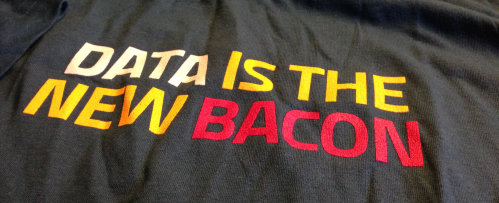 DATA IS THE
NEW BACON